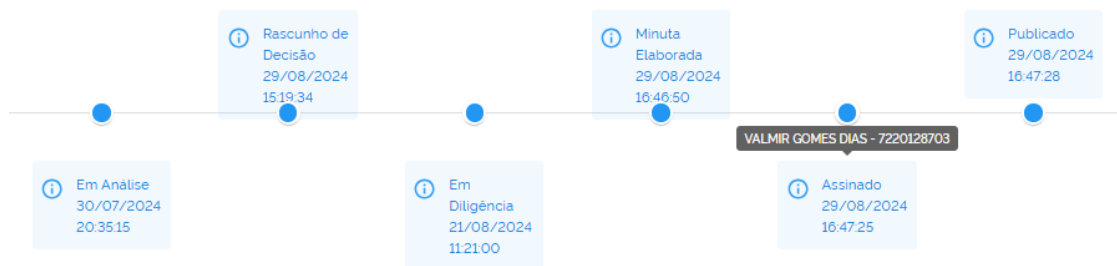 Rascunho de
Decisão
29/08/2024
15:19:34
Minuta
Elaborada
29/08/2024
16:46:50
Publicado
29/08/2024
16:47:28
VALMIR GOMES DIAS - 7220128703
Em Análise
30/07/2024
20:35:15
Em
Diligência
21/08/2024
11:21:00
Assinado
29/08/2024
16:47:25